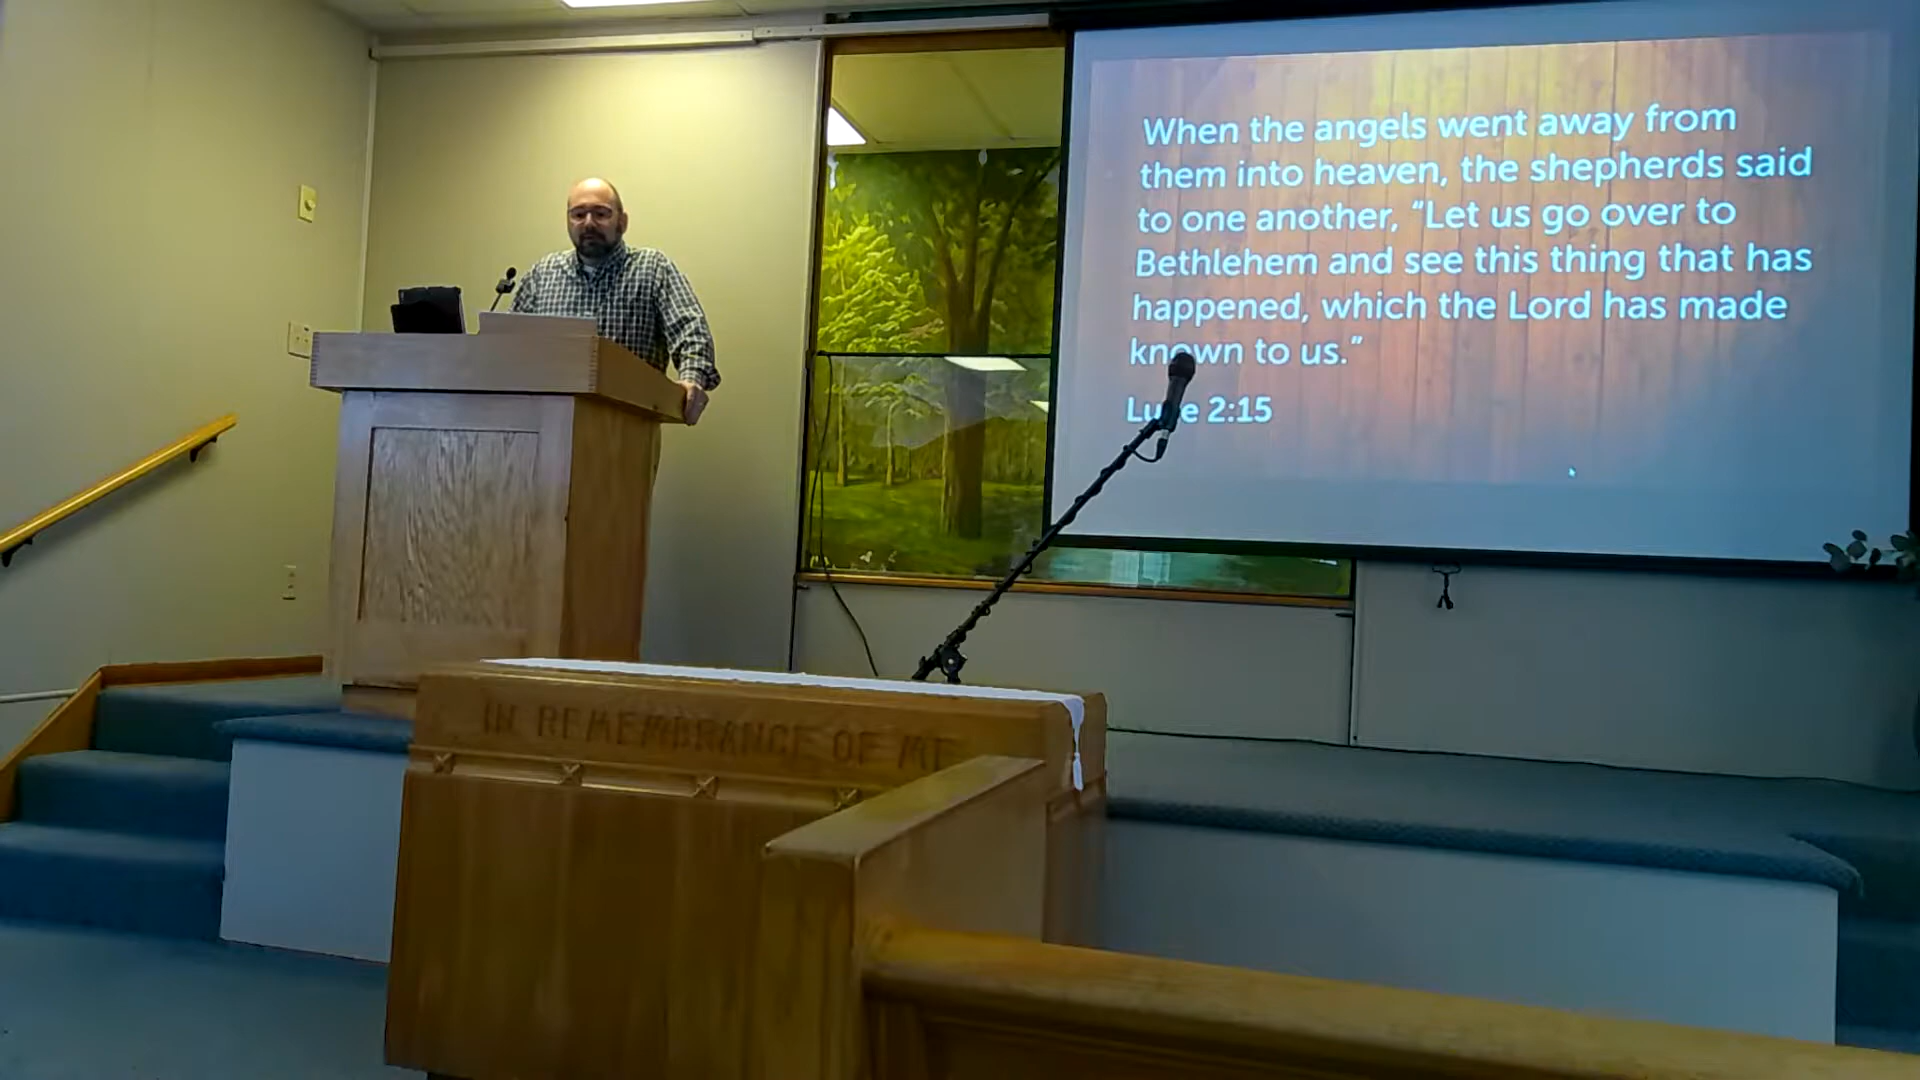 When the angels went away from
them into heaven, the shepherds said
to one another, “Let us go over to
Bethlehem and see this thing that has
happened, which the Lord has made
known to us.”
Luke 2:15
IN REMEMBRANCE OF ME